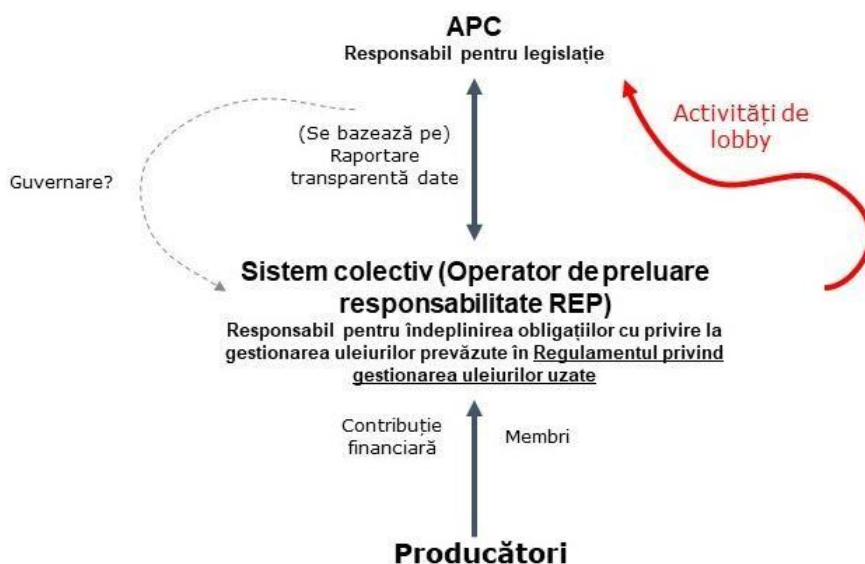 APC
Responsabil pentru legislație
Activități de
lobby
(Se bazează pe)
Raportare
transparentă date
Guvernare?
Sistem colectiv (Operator de preluare
responsabilitate REP)
Responsabil pentru îndeplinirea obligațiilor cu privire la
gestionarea uleiurilor prevăzute în Regulamentul privind
gestionarea uleiurilor uzate
Contribuție
financiară
Membri
Producători